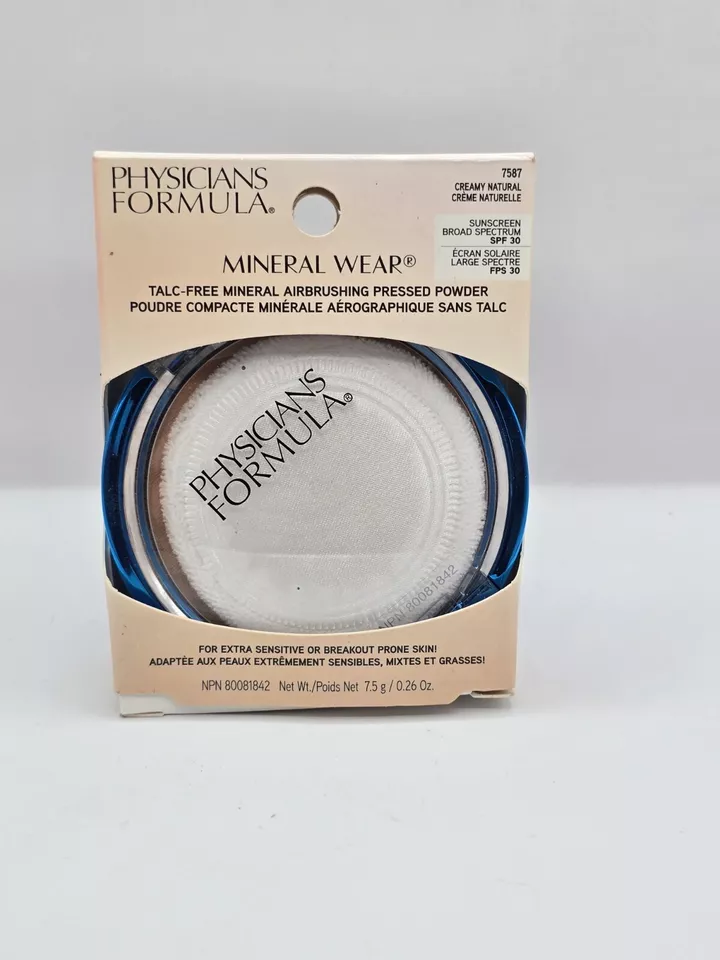 PHYSICIANS
FORMULA®
7587
CREAMY NATURAL
CRÈME NATURELLE
SUNSCREEN
BROAD SPECTRUM
SPF 30
ÉCRAN SOLAIRE
LARGE SPECTRE
FPS 30
MINERAL WEAR®
TALC-FREE MINERAL AIRBRUSHING PRESSED POWDER
POUDRE COMPACTE MINÉRALE AÉROGRAPHIQUE SANS TALC
PHYSICIANS
FORMULA®
NPN 80081842
FOR EXTRA SENSITIVE OR BREAKOUT PRONE SKIN!
ADAPTÉE AUX PEAUX EXTRÊMEMENT SENSIBLES, MIXTES ET GRASSES!
NPN 80081842 Net Wt./Poids Net 7.5 g / 0.26 Oz.